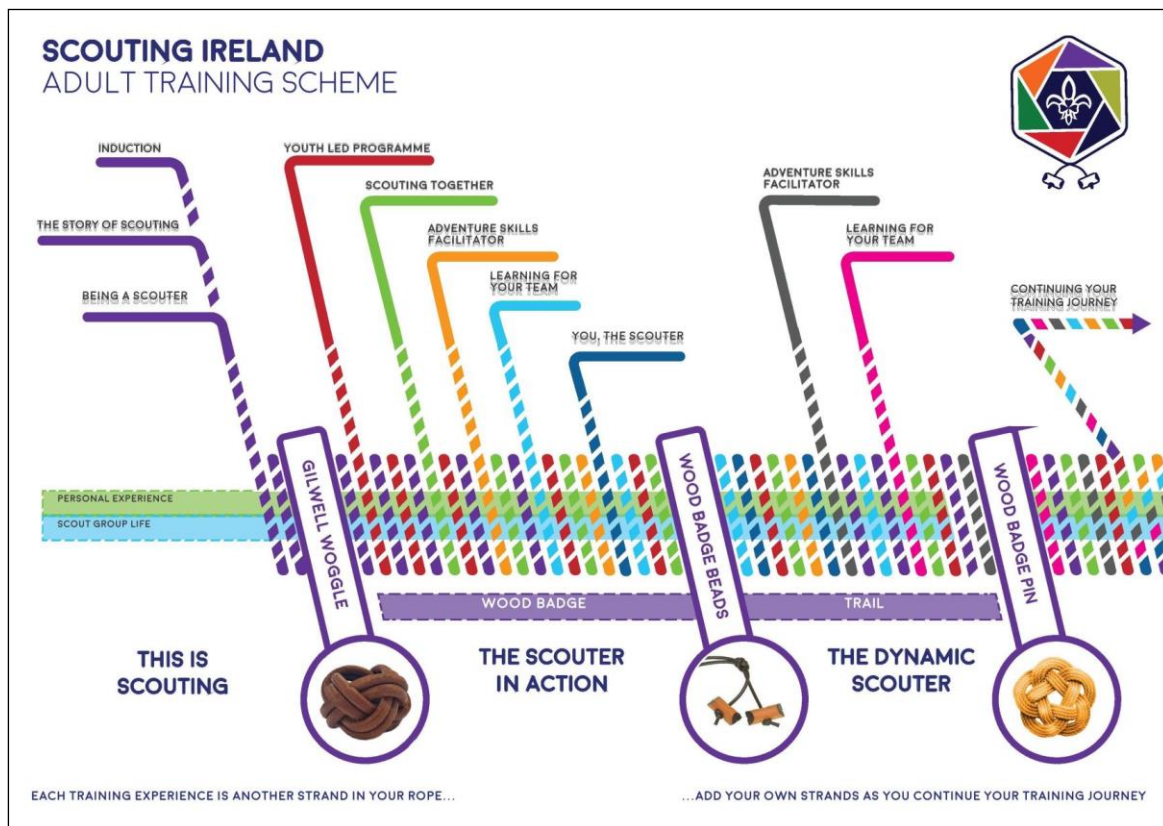 SCOUTING IRELAND
ADULT TRAINING SCHEME
INDUCTION
THE STORY OF SCOUTING
BEING A SCOUTER
YOUTH LED PROGRAMME
SCOUTING TOGETHER
ADVENTURE SKILLS
FACILITATOR
LEARNING FOR
YOUR TEAM
YOU, THE SCOUTER
ADVENTURE SKILLS
FACILITATOR
LEARNING FOR
YOUR TEAM
CONTINUING YOUR
TRAINING JOURNEY
PERSONAL EXPERIENCE
SCOUT GROUP LIFE
GILWELL WOGGLE
WOOD BADGE BEADS
WOOD BADGE PIN
WOOD BADGE
TRAIL
THIS IS
SCOUTING
THE SCOUTER
IN ACTION
THE DYNAMIC
SCOUTER
EACH TRAINING EXPERIENCE IS ANOTHER STRAND IN YOUR ROPE...
...ADD YOUR OWN STRANDS AS YOU CONTINUE YOUR TRAINING JOURNEY